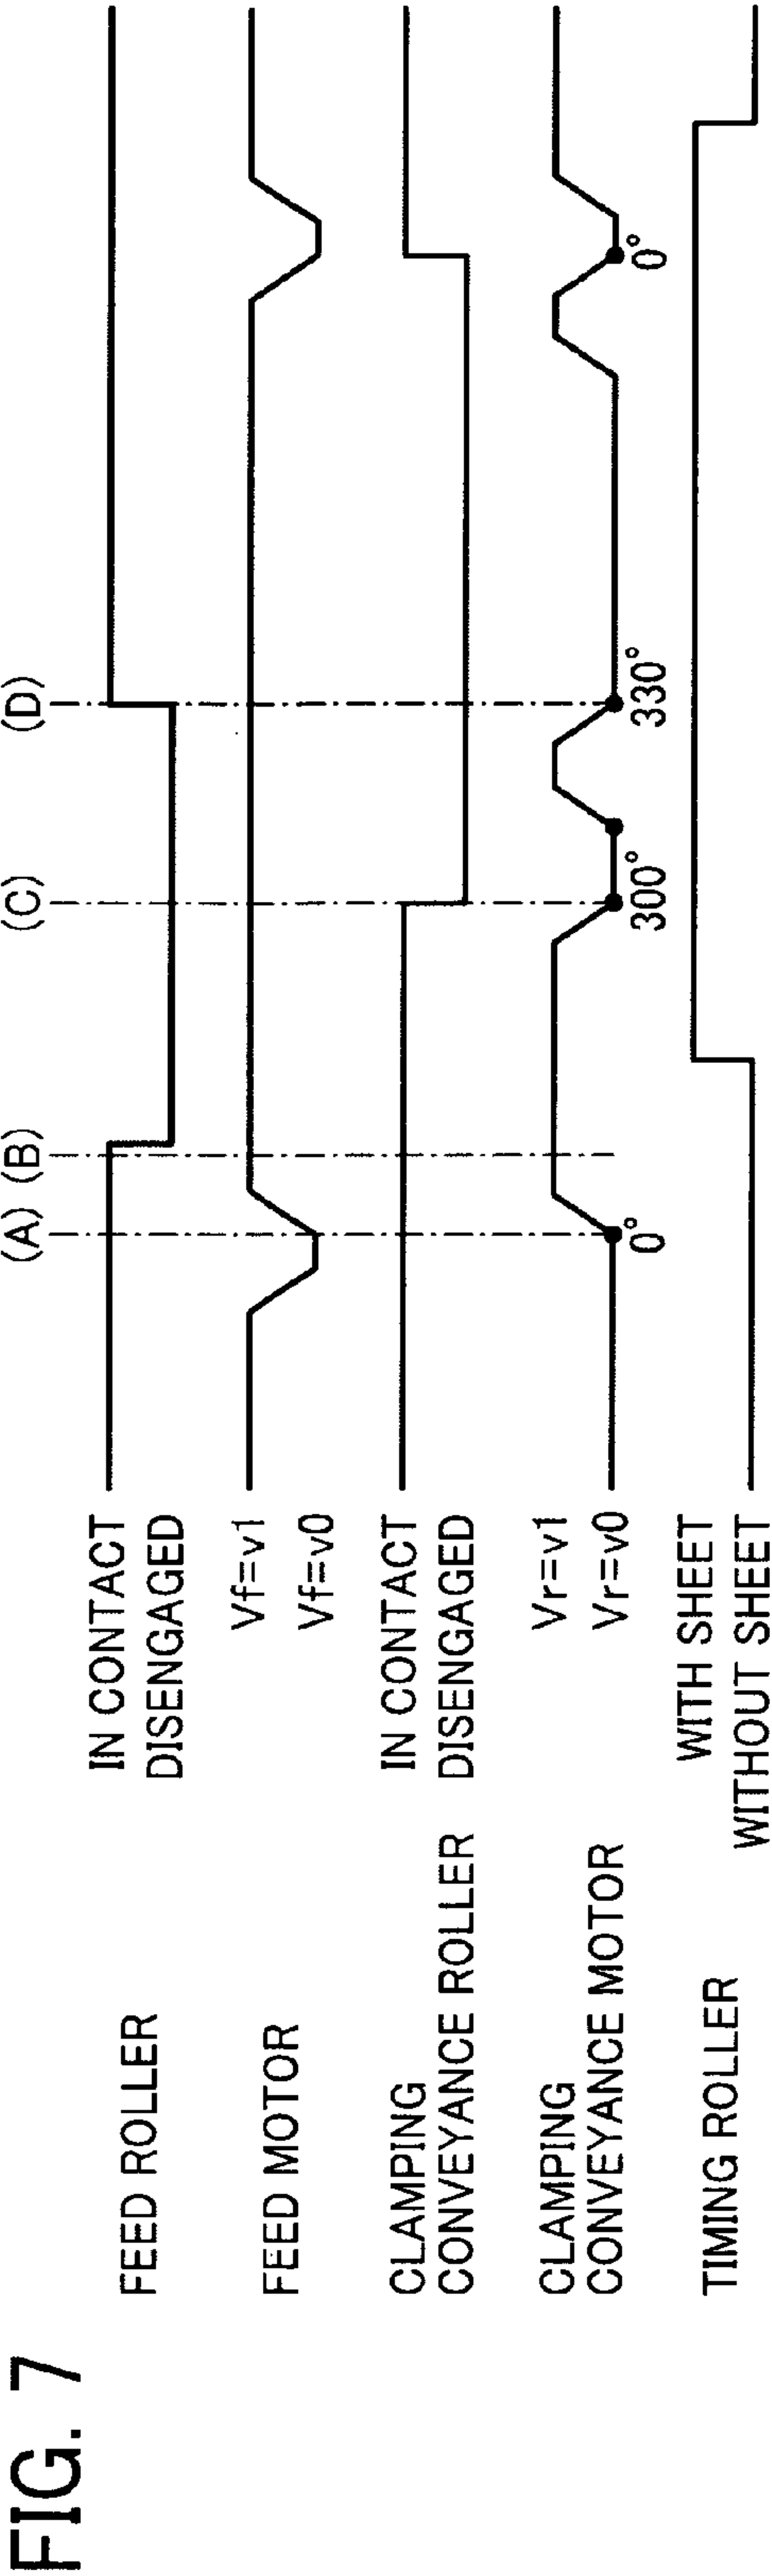 FIG. 7
(A) (B) (C) (D)
FEED ROLLER
IN CONTACT
DISENGAGED
FEED MOTOR
Vf=v1
Vf=v0
CLAMPING
CONVEYANCE ROLLER
IN CONTACT
DISENGAGED
CLAMPING
CONVEYANCE MOTOR
Vr=v1
Vr=v0
0° 300° 330° 0°
TIMING ROLLER
WITH SHEET
WITHOUT SHEET